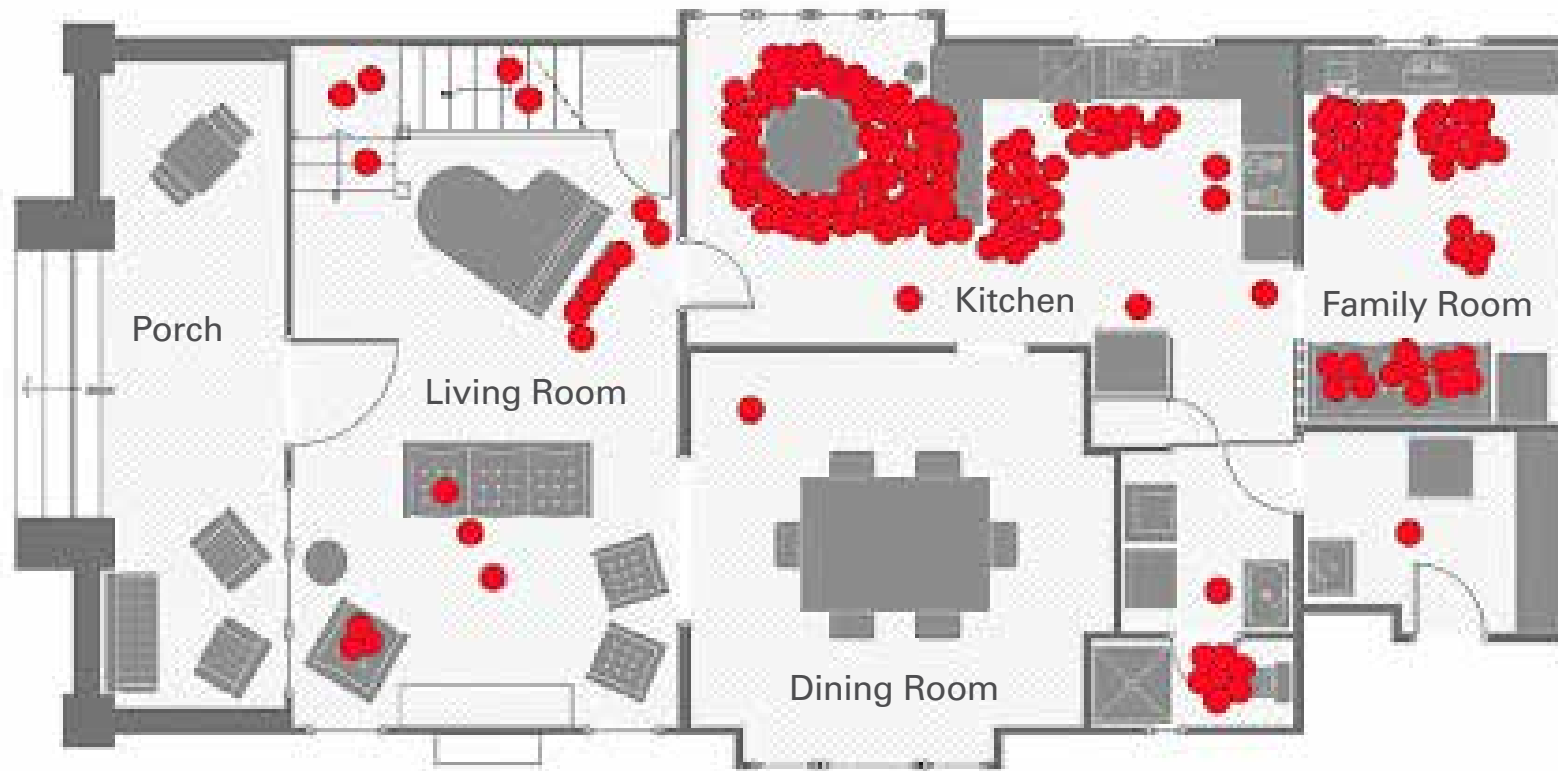 Porch
Living Room
Kitchen
Family Room
Dining Room